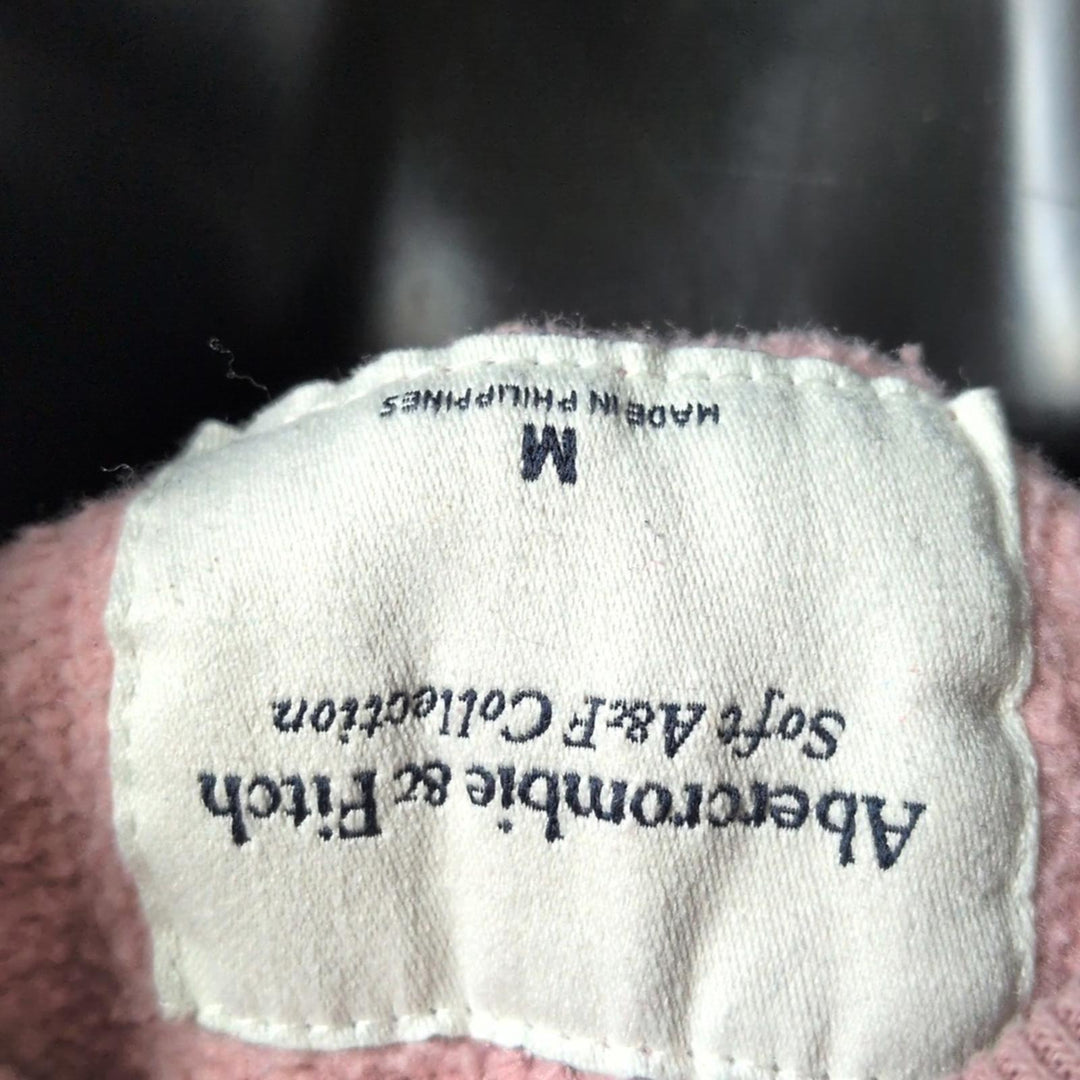 Abercrombie & Fitch
Soft A&F Collection
M
MADE IN PHILIPPINES